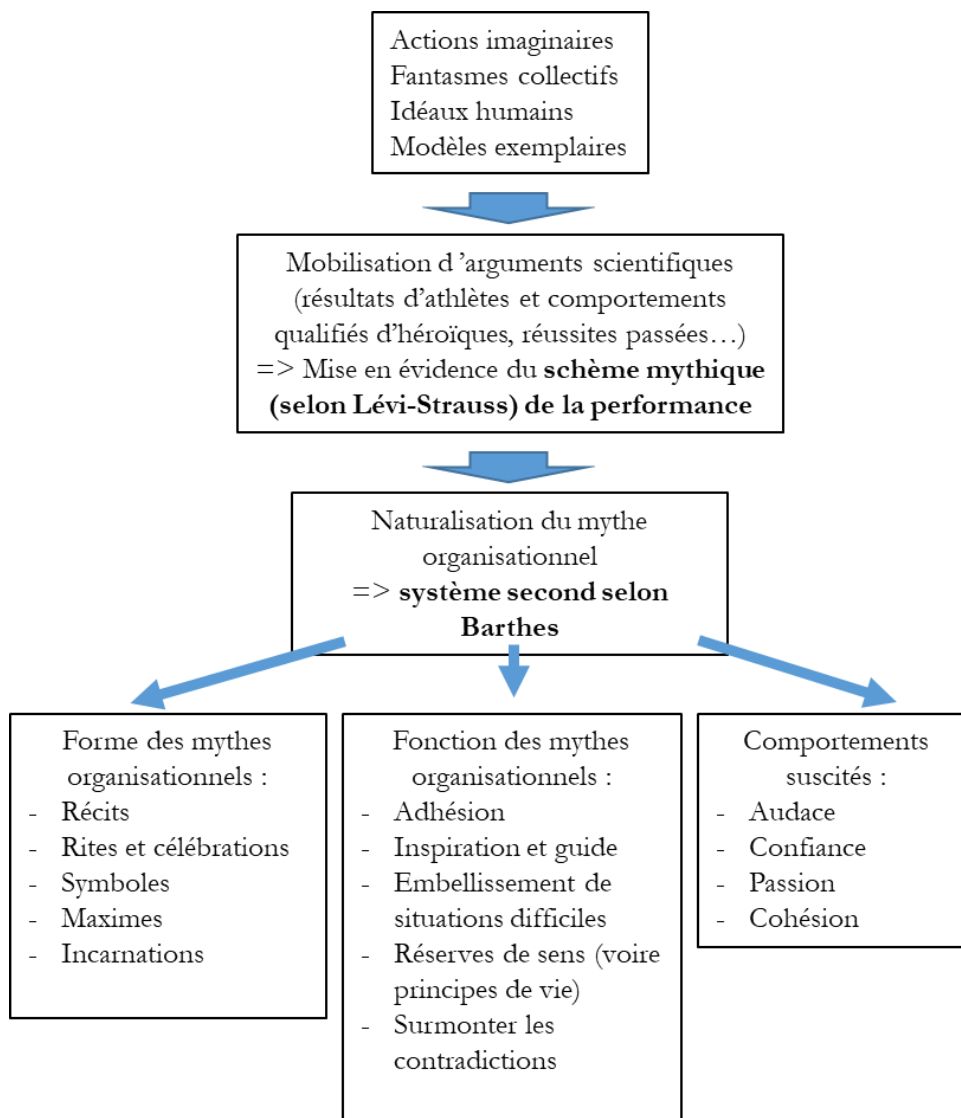 Actions imaginaires
Fantasmes collectifs
Idéaux humains
Modèles exemplaires
Mobilisation d ’arguments scientifiques
(résultats d’athlètes et comportements
qualifiés d’héroïques, réussites passées…)
=> Mise en évidence du schème mythique
(selon Lévi-Strauss) de la performance
Naturalisation du mythe
organisationnel
=> système second selon
Barthes
Forme des mythes
organisationnels :
- Récits
- Rites et célébrations
- Symboles
- Maximes
- Incarnations
Fonction des mythes
organisationnels :
- Adhésion
- Inspiration et guide
- Embellissement de
situations difficiles
- Réserves de sens (voire
principes de vie)
- Surmonter les
contradictions
Comportements
suscités :
- Audace
- Confiance
- Passion
- Cohésion